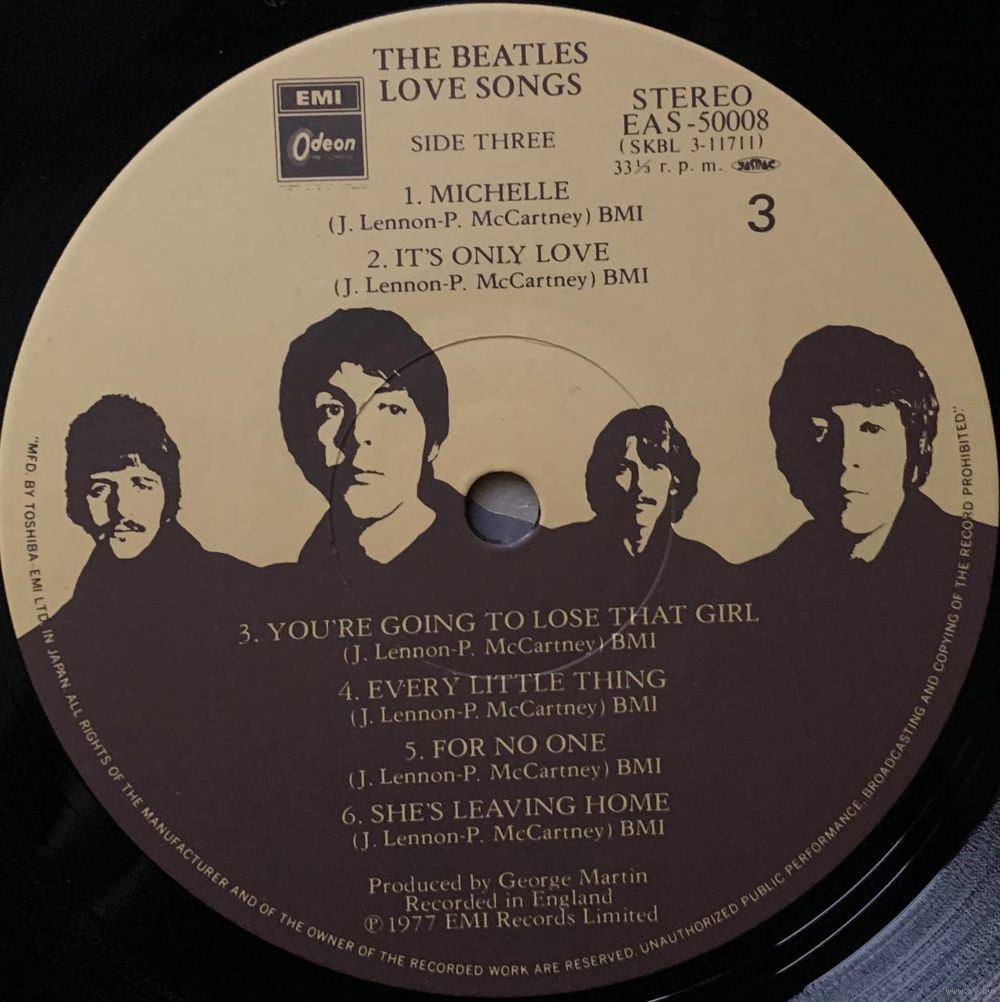 THE BEATLES
LOVE SONGS
EMI
Odeon
SIDE THREE
STEREO
EAS-50008
(SKBL 3-11711)
33⅓ r. p. m.
3
1. MICHELLE
(J. Lennon-P. McCartney) BMI
2. IT'S ONLY LOVE
(J. Lennon-P. McCartney) BMI
3. YOU'RE GOING TO LOSE THAT GIRL
(J. Lennon-P. McCartney) BMI
4. EVERY LITTLE THING
(J. Lennon-P. McCartney) BMI
5. FOR NO ONE
(J. Lennon-P. McCartney) BMI
6. SHE'S LEAVING HOME
(J. Lennon-P. McCartney) BMI
Produced by George Martin
Recorded in England
℗ 1977 EMI Records Limited
"MFD. BY TOSHIBA-EMI LTD. IN JAPAN. ALL RIGHTS OF THE MANUFACTURER AND OF THE OWNER OF THE RECORDED WORK ARE RESERVED. UNAUTHORIZED PUBLIC PERFORMANCE, BROADCASTING AND COPYING OF THE RECORD PROHIBITED."